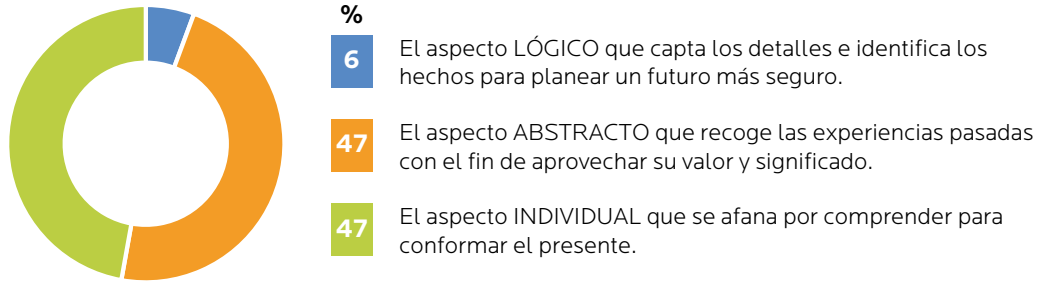 %
6
El aspecto LÓGICO que capta los detalles e identifica los
hechos para planear un futuro más seguro.
47
El aspecto ABSTRACTO que recoge las experiencias pasadas
con el fin de aprovechar su valor y significado.
47
El aspecto INDIVIDUAL que se afana por comprender para
conformar el presente.